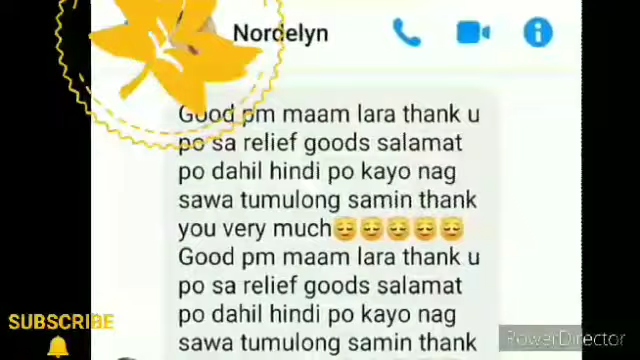 Nordelyn
Good pm maam lara thank u
po sa relief goods salamat
po dahil hindi po kayo nag
sawa tumulong samin thank
you very much😌😌😌😌😌
Good pm maam lara thank u
po sa relief goods salamat
po dahil hindi po kayo nag
sawa tumulong samin thank
SUBSCRIBE
PowerDirector